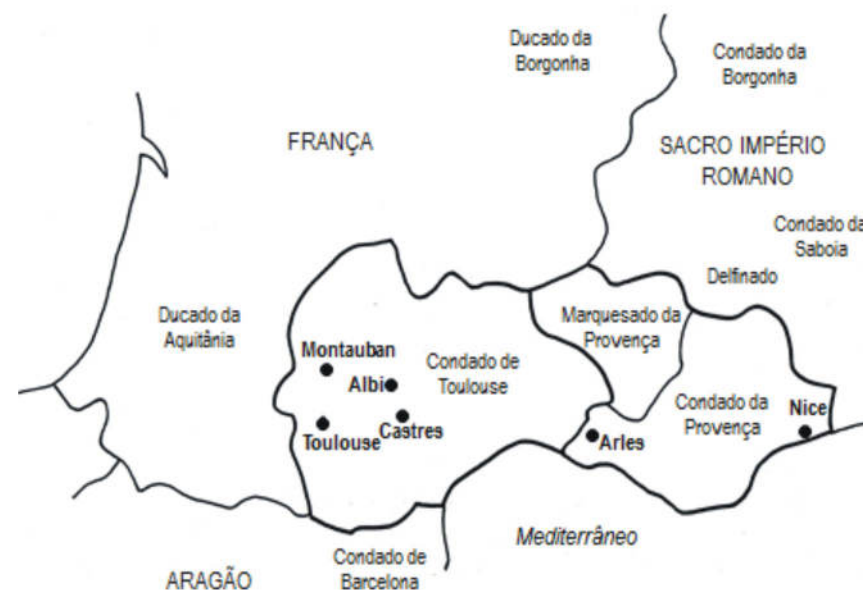 Ducado da
Borgonha
Condado da
Borgonha
FRANÇA
SACRO IMPÉRIO
ROMANO
Condado da
Saboia
Delfinado
Ducado da
Aquitânia
Marquesado da
Provença
Montauban
Condado de
Toulouse
Albi
Condado da
Provença
Nice
Castres
Toulouse
Arles
Mediterrâneo
Condado de
Barcelona
ARAGÃO